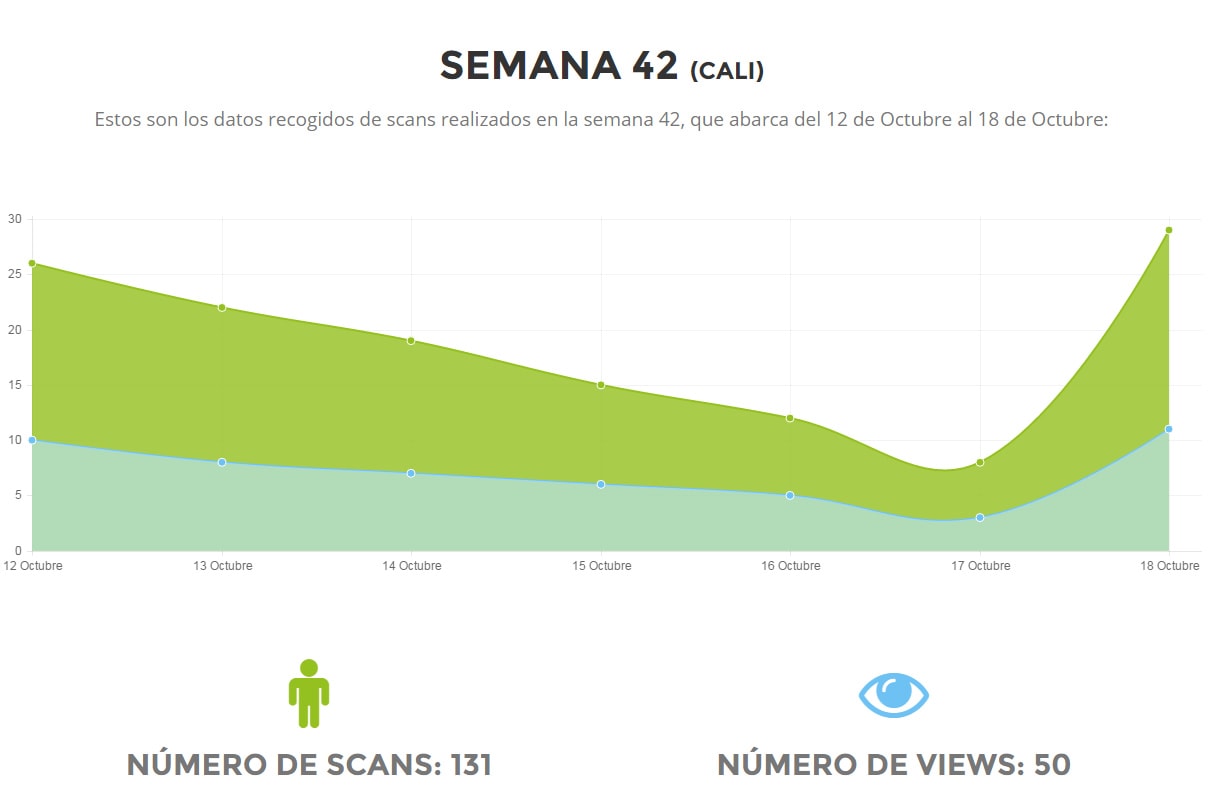 SEMANA 42 (CALI)
Estos son los datos recogidos de scans realizados en la semana 42, que abarca del 12 de Octubre al 18 de Octubre:
30
25
20
15
10
5
0
12 Octubre 13 Octubre 14 Octubre 15 Octubre 16 Octubre 17 Octubre 18 Octubre
NÚMERO DE SCANS: 131 NÚMERO DE VIEWS: 50